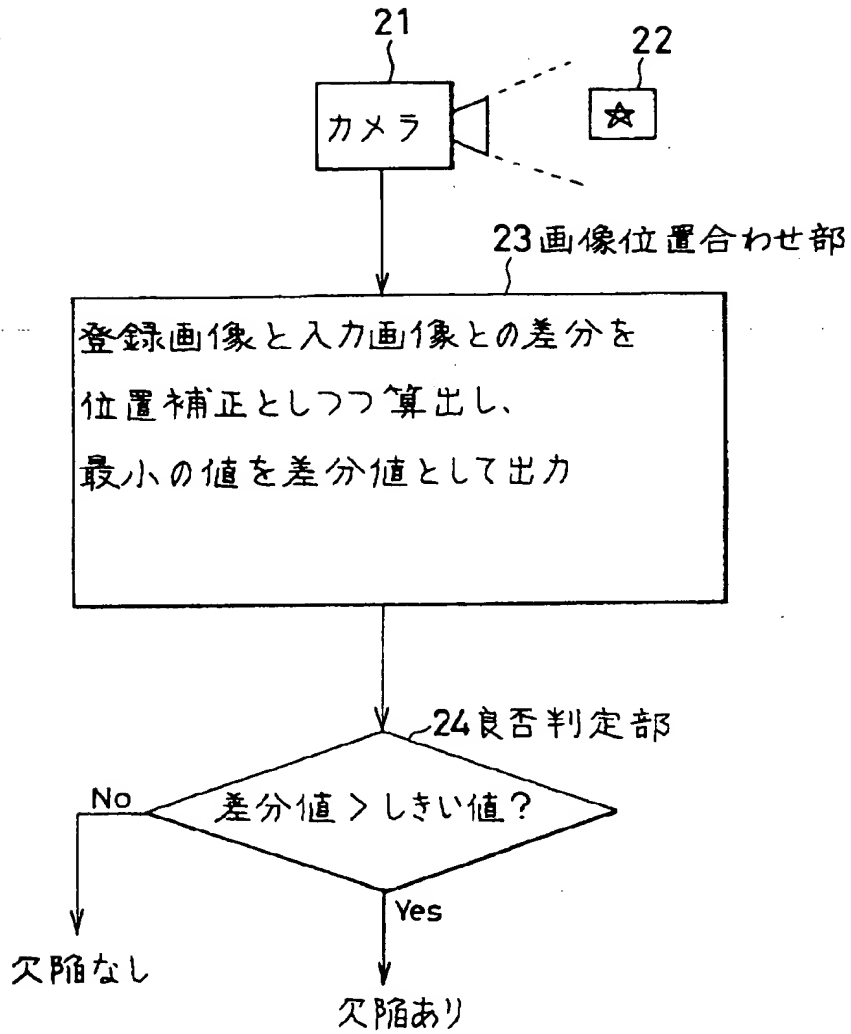 21
22
カメラ
23画像位置合わせ部
登録画像と入力画像との差分を
位置補正としつつ算出し、
最小の値を差分値として出力
24良否判定部
No
差分値>しきい値?
Yes
欠陥なし
欠陥あり